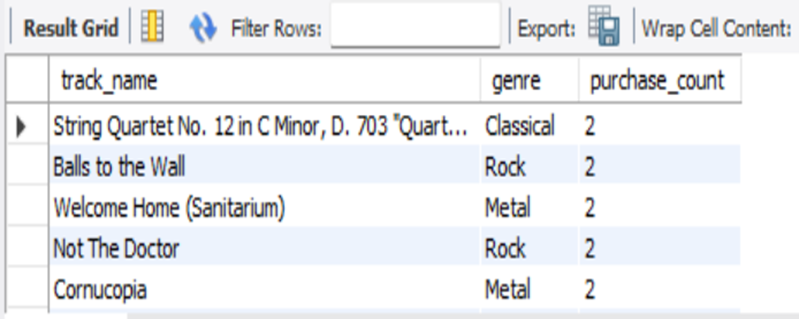 Result Grid Filter Rows: Export: Wrap Cell Content:
track_name genre purchase_count
String Quartet No. 12 in C Minor, D. 703 "Quart... Classical 2
Balls to the Wall Rock 2
Welcome Home (Sanitarium) Metal 2
Not The Doctor Rock 2
Cornucopia Metal 2